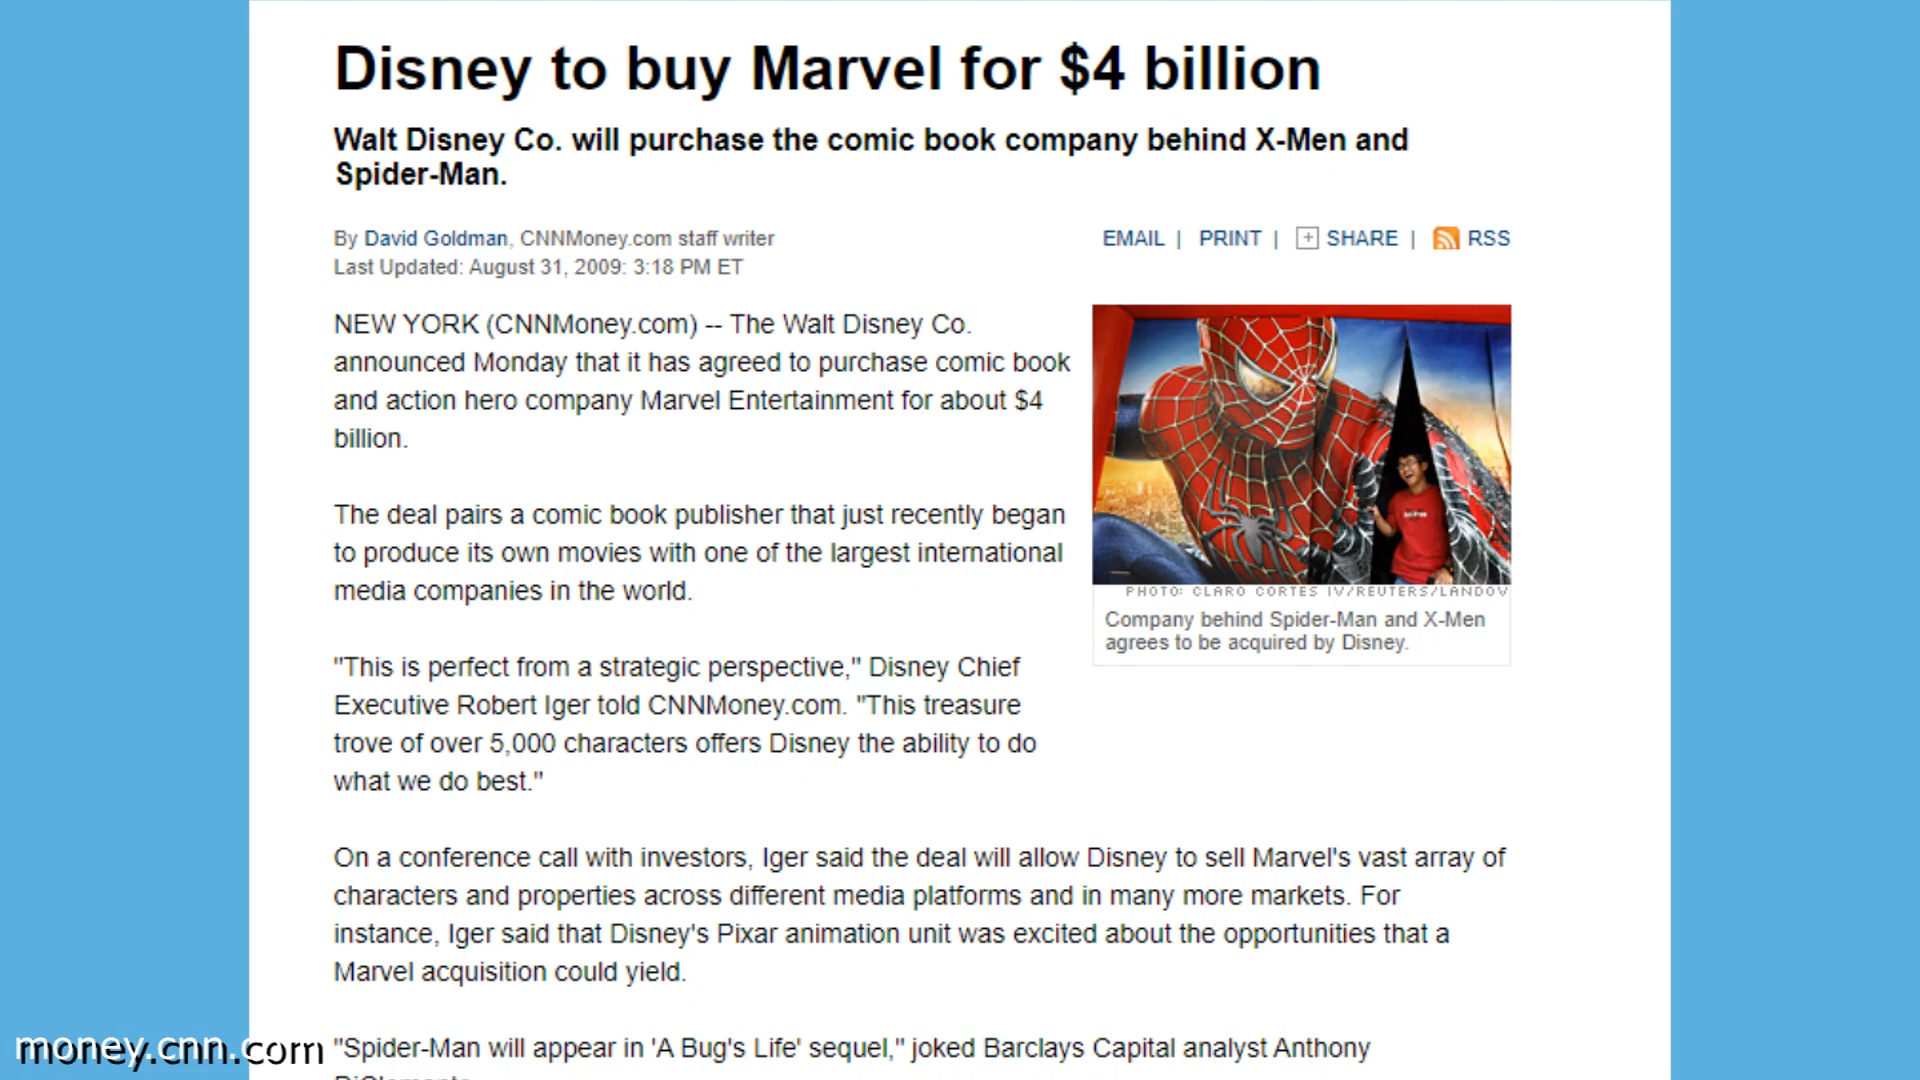 Disney to buy Marvel for $4 billion
Walt Disney Co. will purchase the comic book company behind X-Men and
Spider-Man.
By David Goldman, CNNMoney.com staff writer
Last Updated: August 31, 2009: 3:18 PM ET
EMAIL | PRINT | SHARE | RSS
NEW YORK (CNNMoney.com) -- The Walt Disney Co.
announced Monday that it has agreed to purchase comic book
and action hero company Marvel Entertainment for about $4
billion.
The deal pairs a comic book publisher that just recently began
to produce its own movies with one of the largest international
media companies in the world.
"This is perfect from a strategic perspective," Disney Chief
Executive Robert Iger told CNNMoney.com. "This treasure
trove of over 5,000 characters offers Disney the ability to do
what we do best."
PHOTO: CLARO CORTES IV/REUTERS/LANDOV
Company behind Spider-Man and X-Men
agrees to be acquired by Disney.
On a conference call with investors, Iger said the deal will allow Disney to sell Marvel's vast array of
characters and properties across different media platforms and in many more markets. For
instance, Iger said that Disney's Pixar animation unit was excited about the opportunities that a
Marvel acquisition could yield.
"Spider-Man will appear in 'A Bug's Life' sequel," joked Barclays Capital analyst Anthony
money.cnn.com